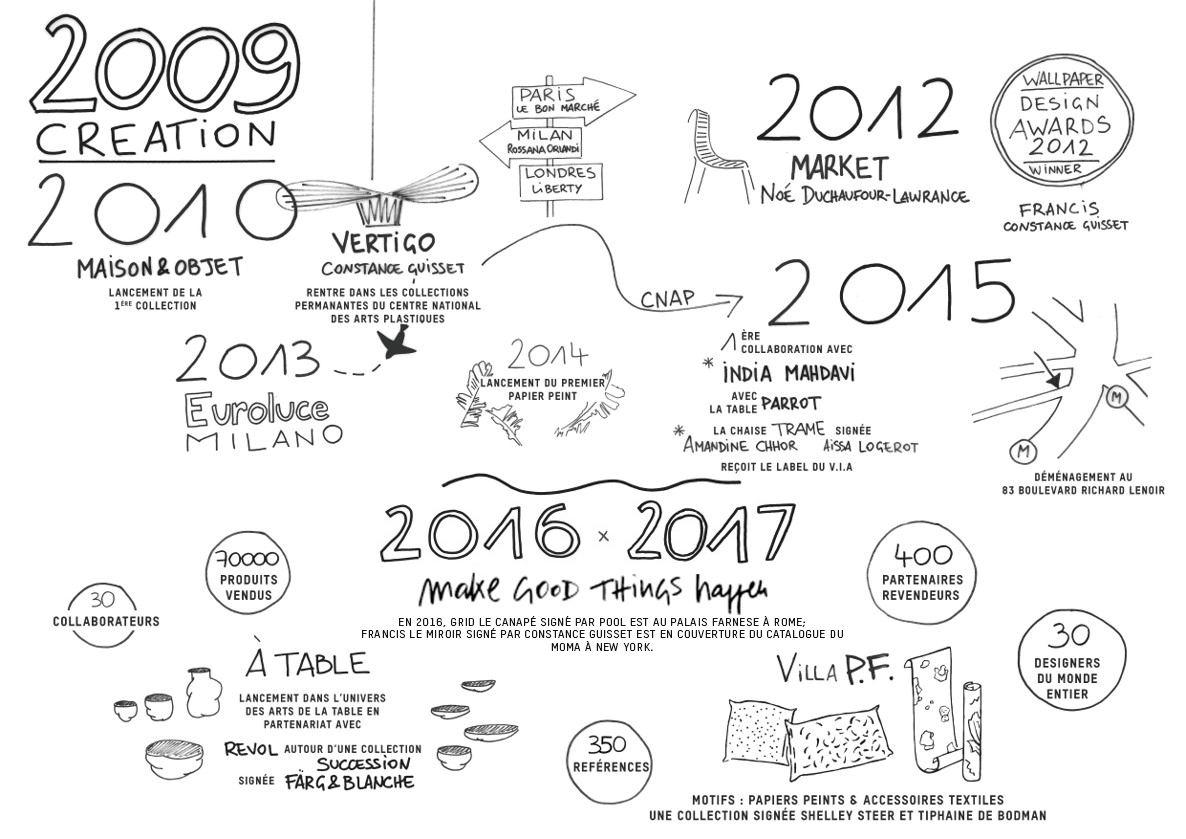 2009
CREATION
2010
MAISON & OBJET
LANCEMENT DE LA
1ÈRE COLLECTION
VERTIGO
CONSTANCE GUISSET
RENTRE DANS LES COLLECTIONS
PERMANANTES DU CENTRE NATIONAL
DES ARTS PLASTIQUES
PARIS
LE BON MARCHÉ
MILAN
ROSSANA ORLANDI
LONDRES
LIBERTY
2012
MARKET
NOÉ DUCHAUFOUR-LAWRANCE
WALLPAPER
DESIGN
AWARDS
2012
WINNER
FRANCIS
CONSTANCE GUISSET
2013
Euroluce
MILANO
2014
LANCEMENT DU PREMIER
PAPIER PEINT
CNAP
2015
1ÈRE
COLLABORATION AVEC
* INDIA MAHDAVI
AVEC
LA TABLE PARROT
* LA CHAISE TRAME SIGNÉE
AMANDINE CHHOR AÏSSA LOGEROT
REÇOIT LE LABEL DU V.I.A
M
M
DÉMÉNAGEMENT AU
83 BOULEVARD RICHARD LENOIR
2016 x 2017
make GOOD THINGS happen
EN 2016, GRID LE CANAPÉ SIGNÉ PAR POOL EST AU PALAIS FARNESE À ROME;
FRANCIS LE MIROIR SIGNÉ PAR CONSTANCE GUISSET EST EN COUVERTURE DU CATALOGUE DU
MOMA À NEW YORK.
70000
PRODUITS
VENDUS
30
COLLABORATEURS
400
PARTENAIRES
REVENDEURS
30
DESIGNERS
DU MONDE
ENTIER
À TABLE
LANCEMENT DANS L'UNIVERS
DES ARTS DE LA TABLE EN
PARTENARIAT AVEC
REVOL AUTOUR D'UNE COLLECTION
SUCCESSION
SIGNÉE FÄRG & BLANCHE
350
REFÉRENCES
VILLA P.F.
MOTIFS : PAPIERS PEINTS & ACCESSOIRES TEXTILES
UNE COLLECTION SIGNÉE SHELLEY STEER ET TIPHAINE DE BODMAN